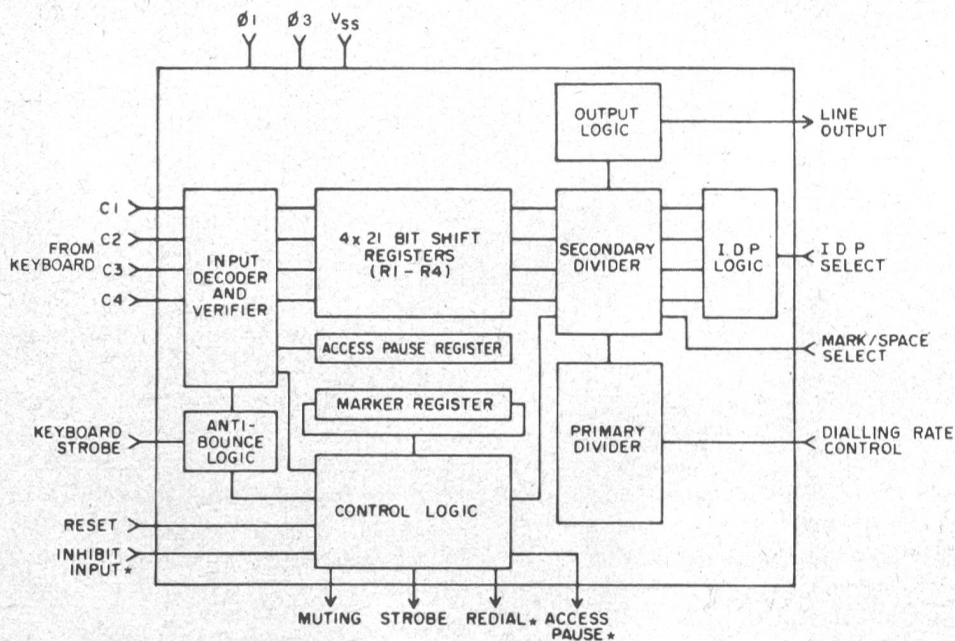 Ø1 Ø3 VSS
OUTPUT
LOGIC
LINE
OUTPUT
C1
C2
C3
C4
FROM
KEYBOARD
INPUT
DECODER
AND
VERIFIER
4 x 21 BIT SHIFT
REGISTERS
(R1 - R4)
SECONDARY
DIVIDER
I.D.P
LOGIC
I D P
SELECT
ACCESS PAUSE REGISTER
MARK/SPACE
SELECT
MARKER REGISTER
KEYBOARD
STROBE
ANTI-
BOUNCE
LOGIC
PRIMARY
DIVIDER
DIALLING RATE
CONTROL
CONTROL LOGIC
RESET
INHIBIT
INPUT*
MUTING
STROBE
REDIAL*
ACCESS
PAUSE*